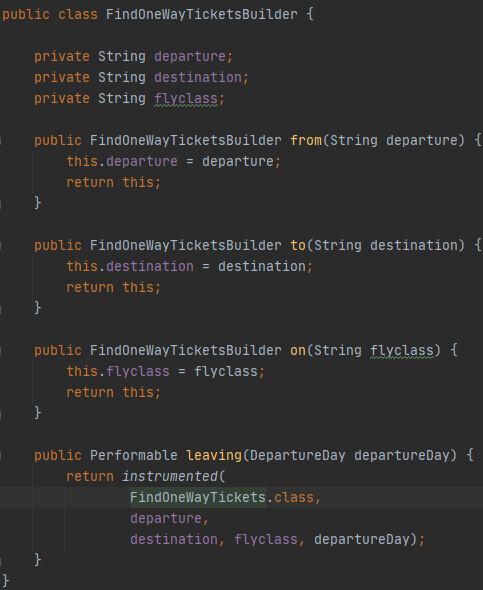 public class FindOneWayTicketsBuilder {
    private String departure;
    private String destination;
    private String flyclass;
    public FindOneWayTicketsBuilder from(String departure) {
        this.departure = departure;
        return this;
    }
    public FindOneWayTicketsBuilder to(String destination) {
        this.destination = destination;
        return this;
    }
    public FindOneWayTicketsBuilder on(String flyclass) {
        this.flyclass = flyclass;
        return this;
    }
    public Performable leaving(DepartureDay departureDay) {
        return instrumented(
                FindOneWayTickets.class,
                departure,
                destination, flyclass, departureDay);
    }
}